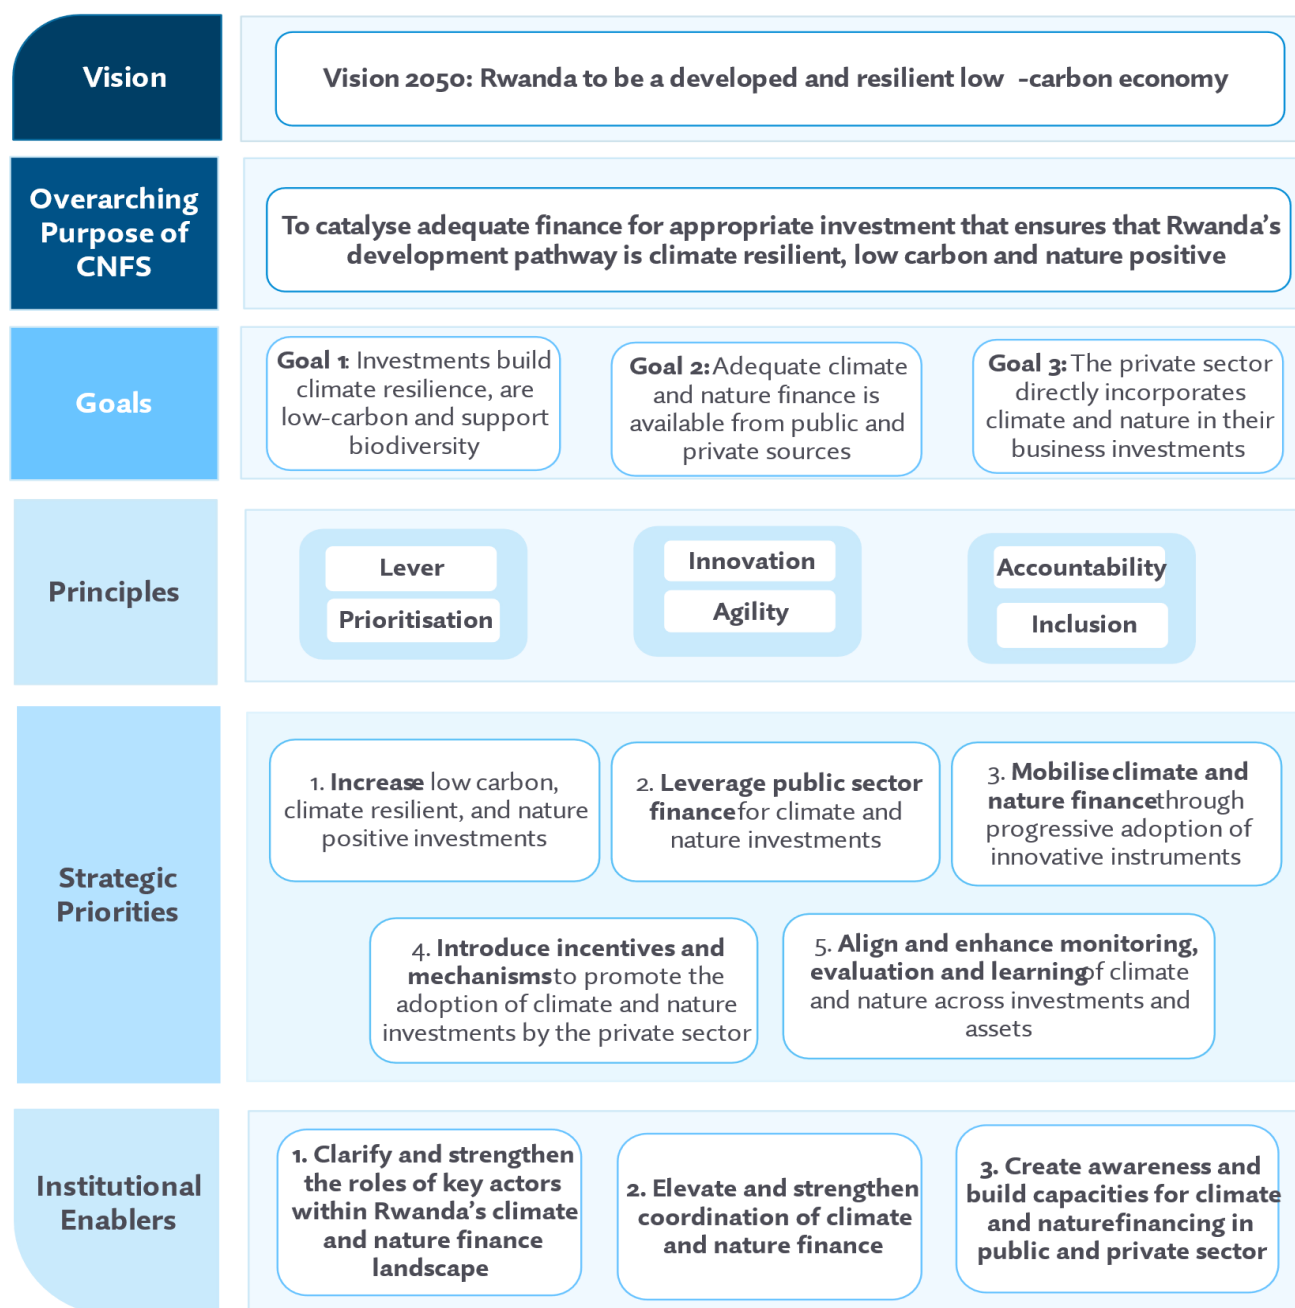 Vision
Vision 2050: Rwanda to be a developed and resilient low -carbon economy
Overarching
Purpose of
CNFS
To catalyse adequate finance for appropriate investment that ensures that Rwanda's
development pathway is climate resilient, low carbon and nature positive
Goals
Goal 1: Investments build
climate resilience, are
low-carbon and support
biodiversity
Goal 2: Adequate climate
and nature finance is
available from public and
private sources
Goal 3: The private sector
directly incorporates
climate and nature in their
business investments
Principles
Lever
Prioritisation
Innovation
Agility
Accountability
Inclusion
Strategic
Priorities
1. Increase low carbon,
climate resilient, and nature
positive investments
2. Leverage public sector
finance for climate and
nature investments
3. Mobilise climate and
nature finance through
progressive adoption of
innovative instruments
4. Introduce incentives and
mechanisms to promote the
adoption of climate and nature
investments by the private sector
5. Align and enhance monitoring,
evaluation and learning of climate
and nature across investments and
assets
Institutional
Enablers
1. Clarify and strengthen
the roles of key actors
within Rwanda's climate
and nature finance
landscape
2. Elevate and strengthen
coordination of climate
and nature finance
3. Create awareness and
build capacities for climate
and nature financing in
public and private sector